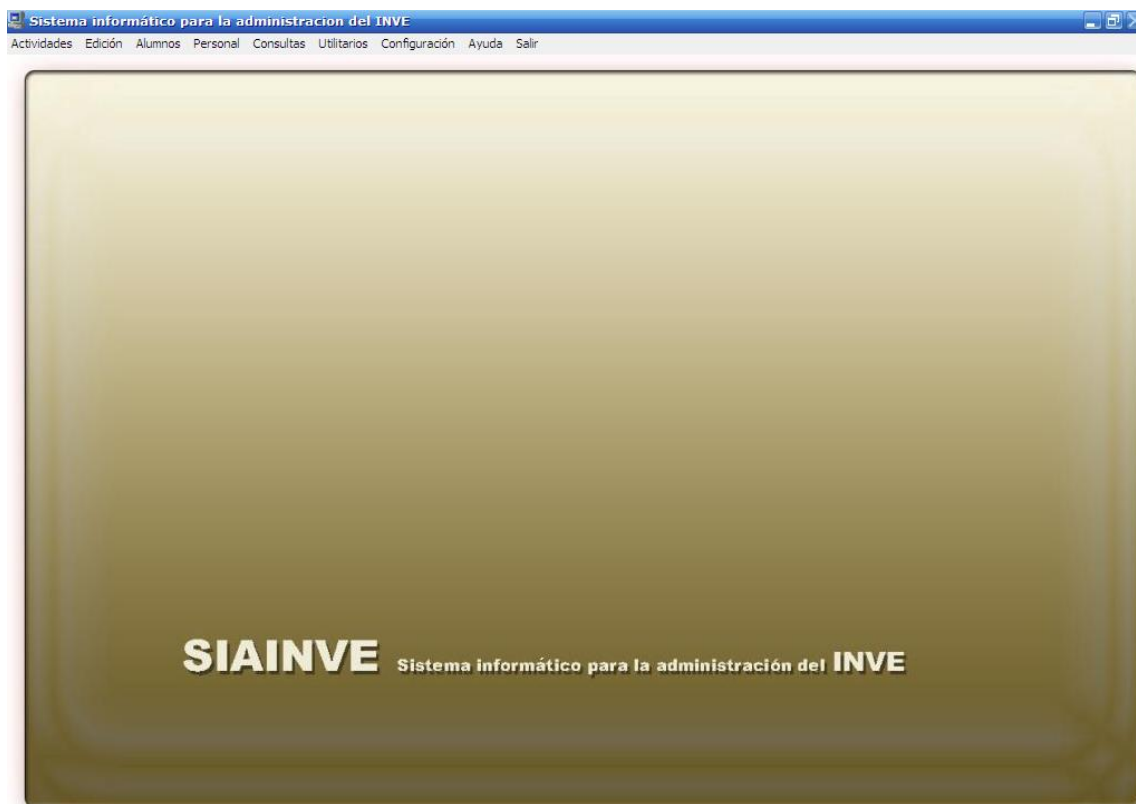 Sistema informático para la administracion del INVE
Actividades Edición Alumnos Personal Consultas Utilitarios Configuración Ayuda Salir
SIAINVE Sistema informático para la administración del INVE